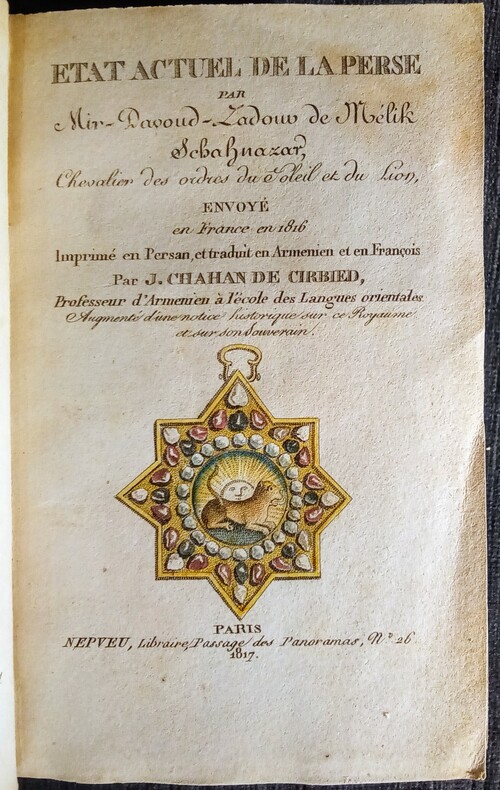 ETAT ACTUEL DE LA PERSE
PAR
Mir-Davoud-Zadour de Mélik
Schahnazar,
Chevalier des ordres du Soleil et du Lion,
ENVOYÉ
en France en 1816
Imprimé en Persan, et traduit en Armenien et en François
Par J. CHAHAN DE CIRBIED,
Professeur d'Armenien à l'école des Langues orientales
Augmenté d'une notice historique sur ce Royaume
et sur son Souverain.
PARIS
NEPVEU, Libraire, Passage des Panoramas, N.º 26
1817.